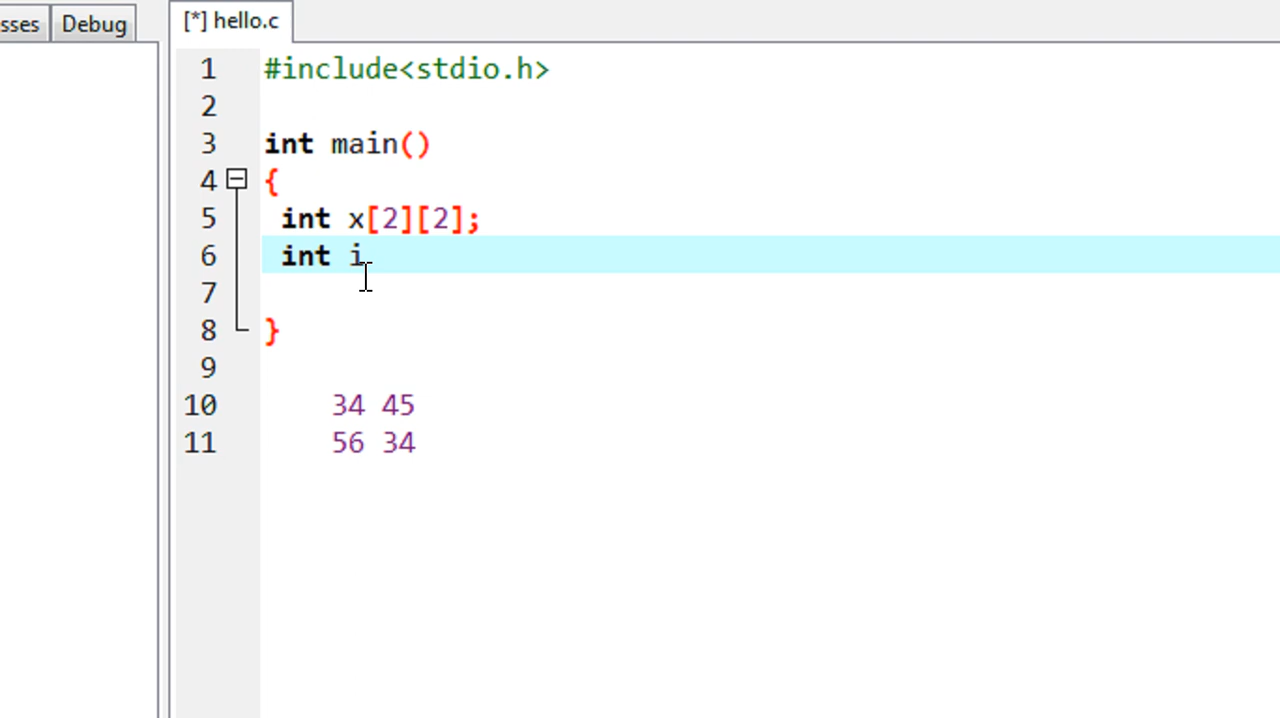 sses Debug [*] hello.c
1 #include<stdio.h>
2
3 int main()
4 {
5 int x[2][2];
6 int i
7
8 }
9
10 34 45
11 56 34